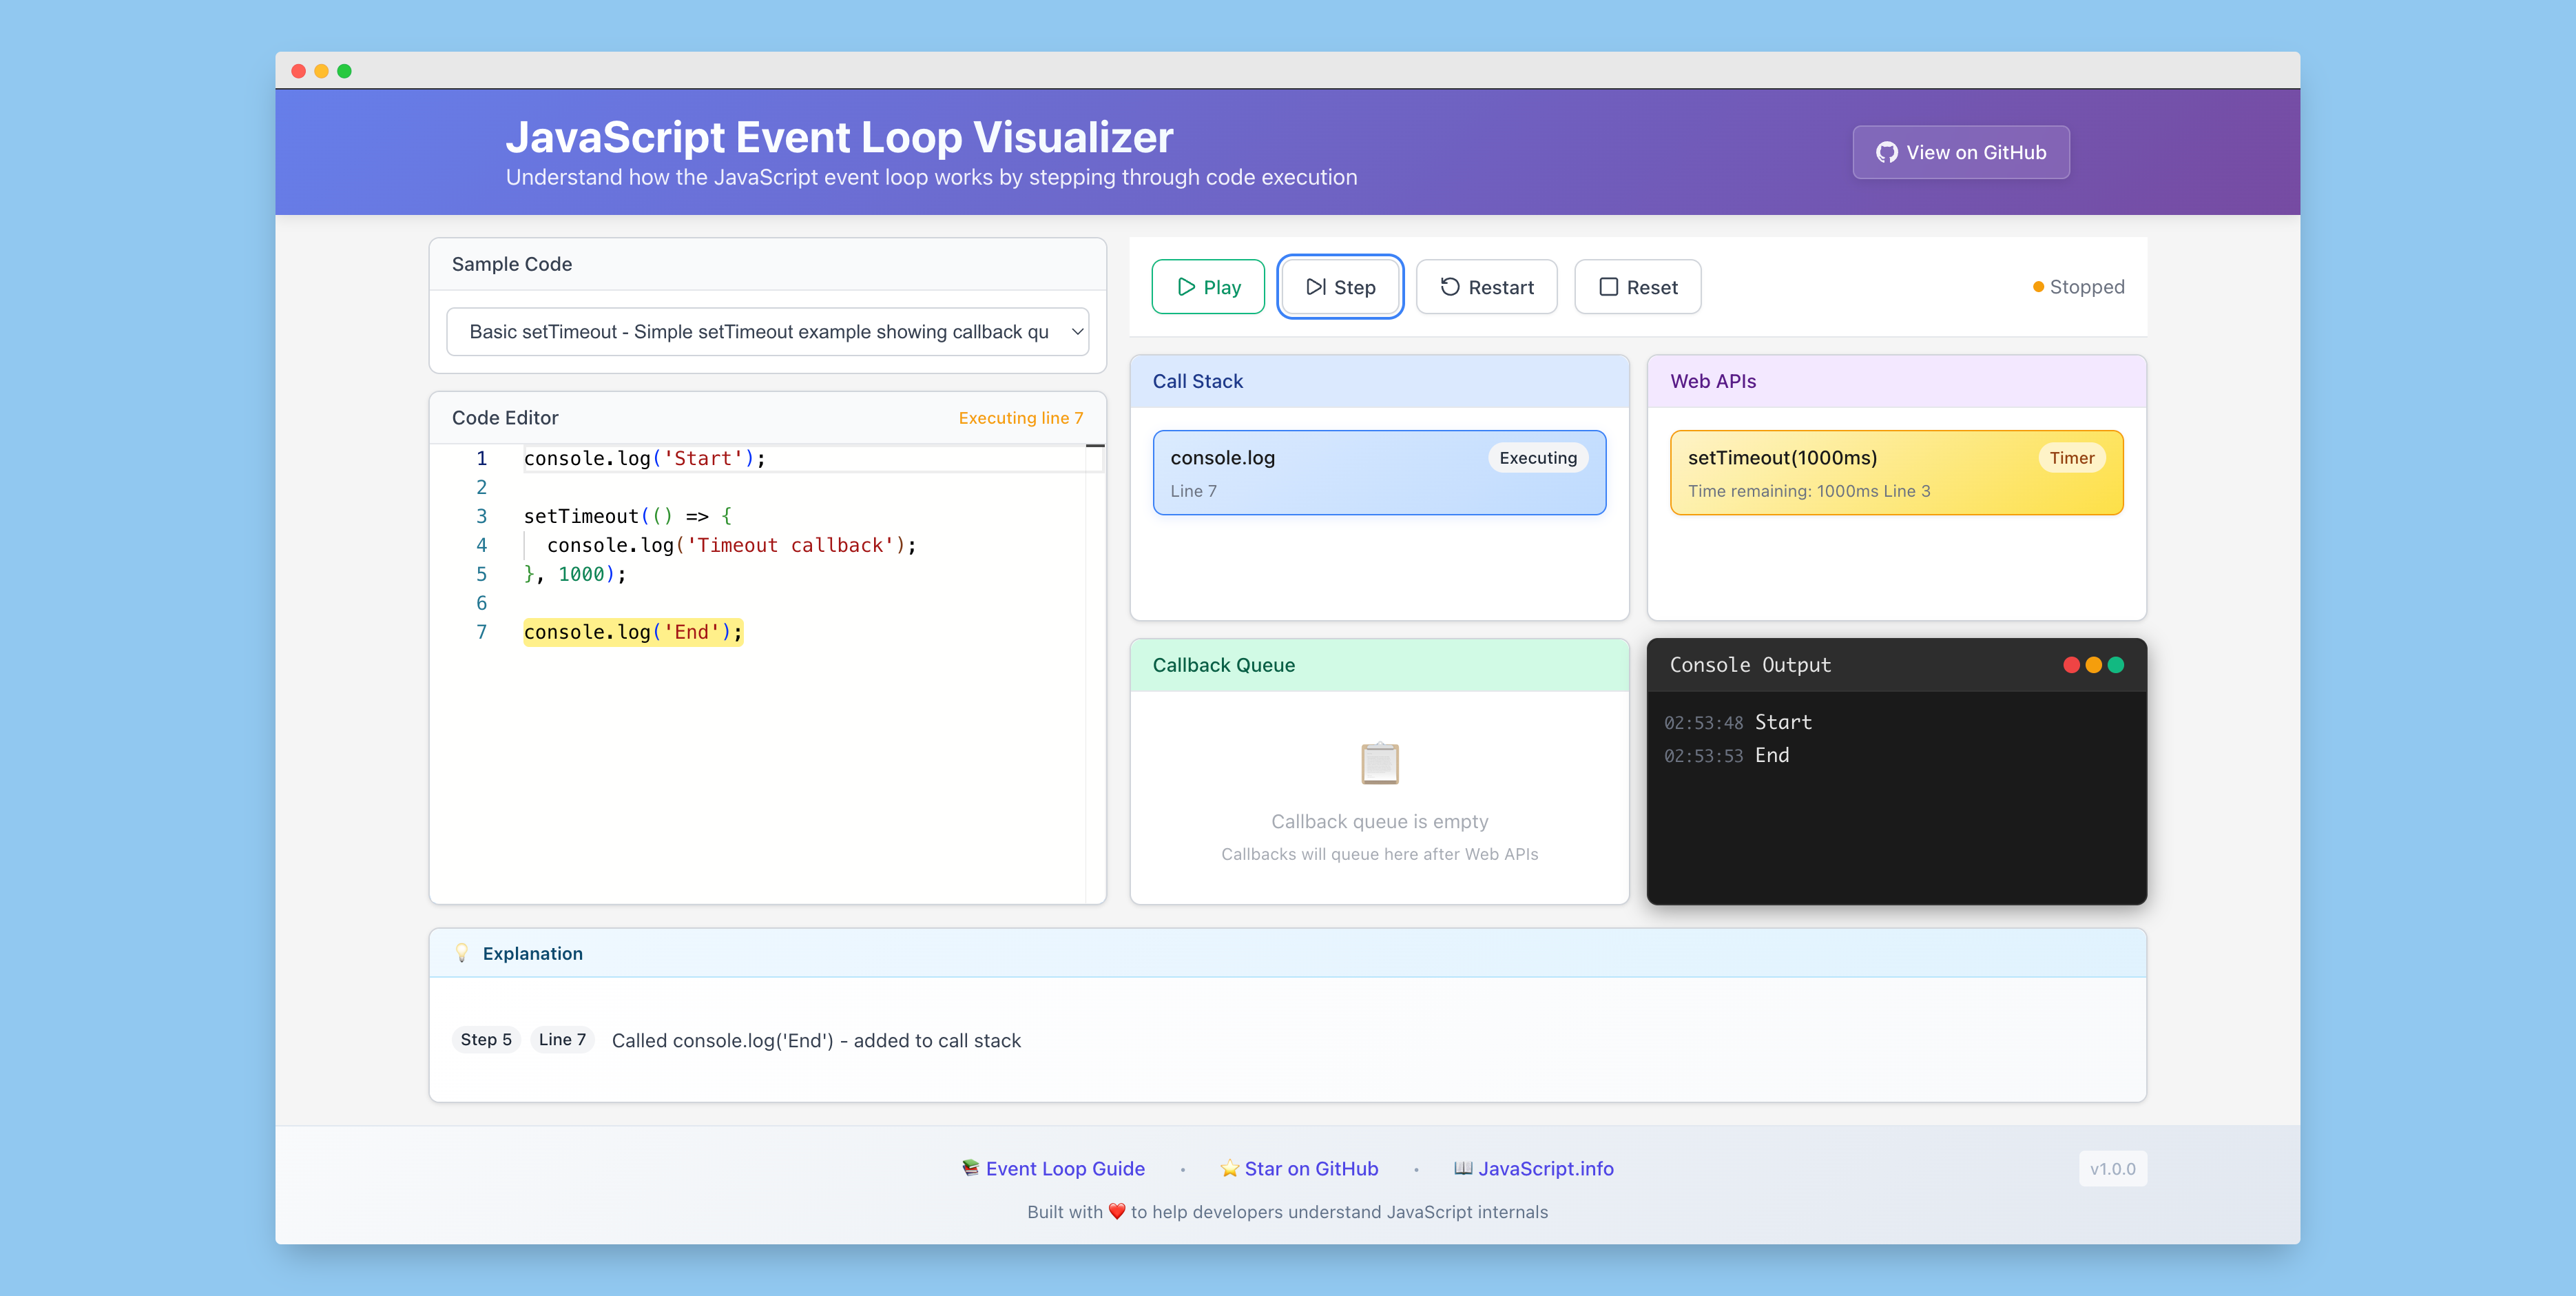 JavaScript Event Loop Visualizer
Understand how the JavaScript event loop works by stepping through code execution
View on GitHub
Sample Code
Basic setTimeout - Simple setTimeout example showing callback qu
Code Editor
Executing line 7
1 console.log('Start');
2
3 setTimeout(() => {
4   console.log('Timeout callback');
5 }, 1000);
6
7 console.log('End');
Play
Step
Restart
Reset
Stopped
Call Stack
console.log
Executing
Line 7
Web APIs
setTimeout(1000ms)
Timer
Time remaining: 1000ms Line 3
Callback Queue
Callback queue is empty
Callbacks will queue here after Web APIs
Console Output
02:53:48 Start
02:53:53 End
💡 Explanation
Step 5 Line 7 Called console.log('End') - added to call stack
📚 Event Loop Guide • ⭐ Star on GitHub • 📖 JavaScript.info
v1.0.0
Built with ❤️ to help developers understand JavaScript internals